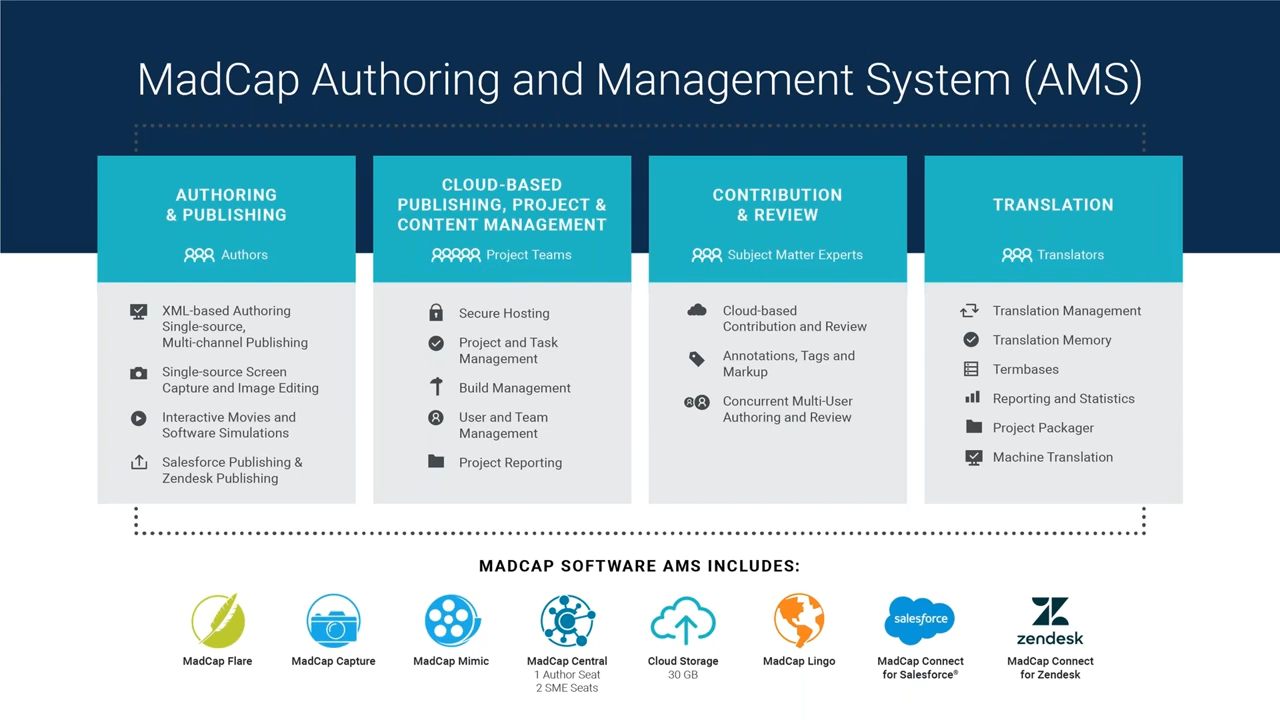 MadCap Authoring and Management System (AMS)
AUTHORING
& PUBLISHING
Authors
XML-based Authoring
Single-source,
Multi-channel Publishing
Single-source Screen
Capture and Image Editing
Interactive Movies and
Software Simulations
Salesforce Publishing &
Zendesk Publishing
CLOUD-BASED
PUBLISHING, PROJECT &
CONTENT MANAGEMENT
Project Teams
Secure Hosting
Project and Task
Management
Build Management
User and Team
Management
Project Reporting
CONTRIBUTION
& REVIEW
Subject Matter Experts
Cloud-based
Contribution and Review
Annotations, Tags and
Markup
Concurrent Multi-User
Authoring and Review
TRANSLATION
Translators
Translation Management
Translation Memory
Termbases
Reporting and Statistics
Project Packager
Machine Translation
MADCAP SOFTWARE AMS INCLUDES:
MadCap Flare
MadCap Capture
MadCap Mimic
MadCap Central
1 Author Seat
2 SME Seats
Cloud Storage
30 GB
MadCap Lingo
salesforce
MadCap Connect
for Salesforce®
zendesk
MadCap Connect
for Zendesk